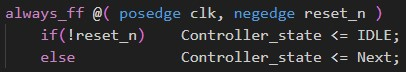 always_ff @( posedge clk, negedge reset_n )
    if(!reset_n)    Controller_state <= IDLE;
    else            Controller_state <= Next;